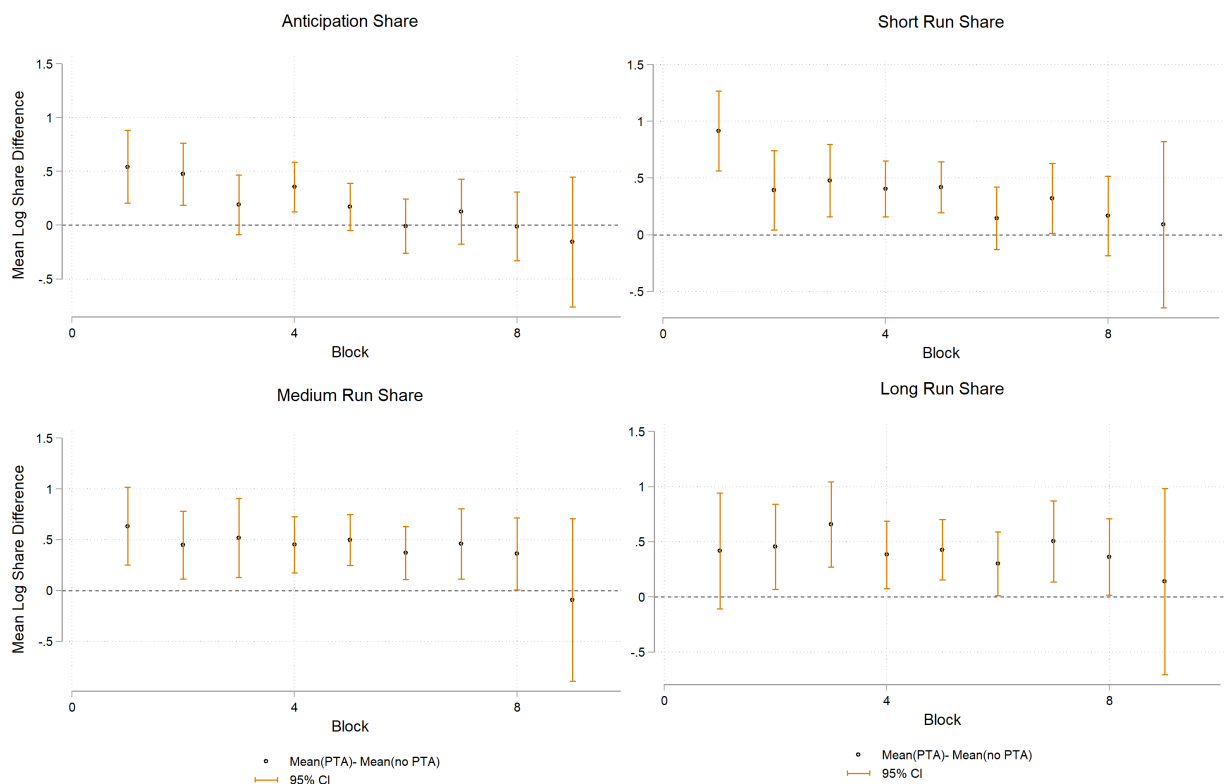 Anticipation Share
Mean Log Share Difference
1.5
1
.5
0
-.5
0
4
8
Block
Short Run Share
1.5
1
.5
0
-.5
0
4
8
Block
Medium Run Share
Mean Log Share Difference
1.5
1
.5
0
-.5
0
4
8
Block
Mean(PTA)- Mean(no PTA)
95% CI
Long Run Share
1.5
1
.5
0
-.5
0
4
8
Block
Mean(PTA)- Mean(no PTA)
95% CI